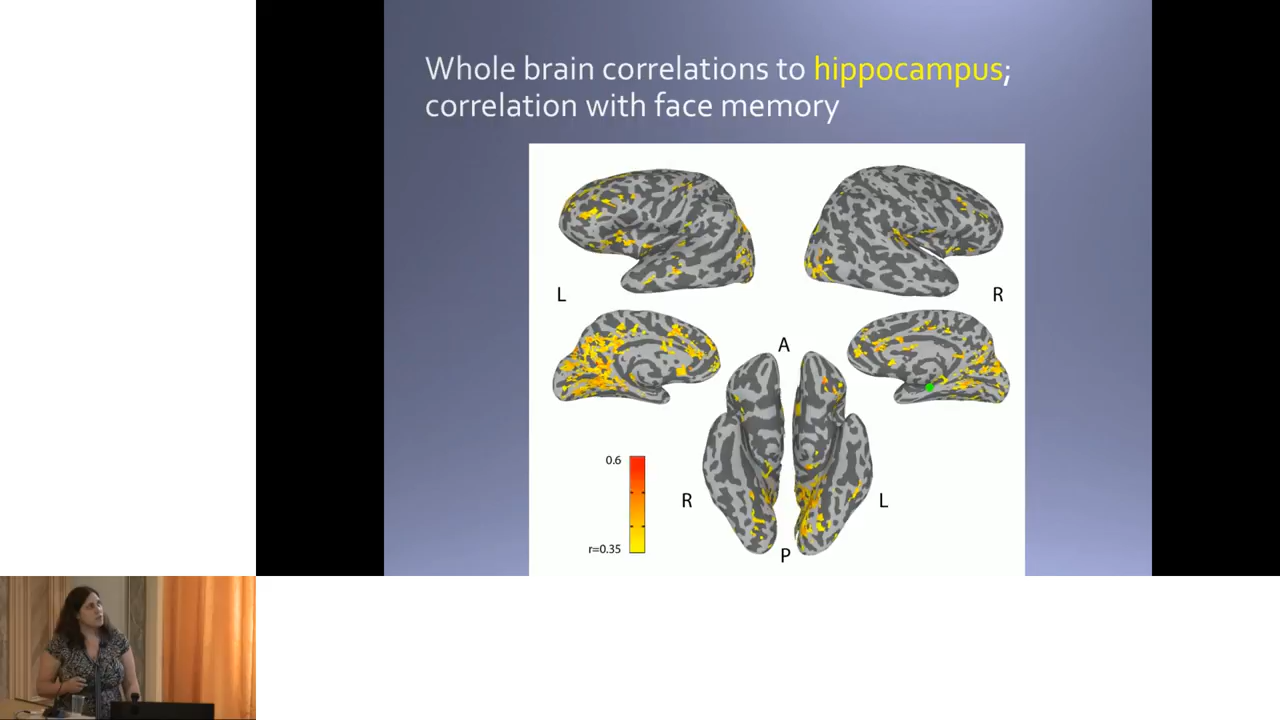 Whole brain correlations to hippocampus;
correlation with face memory
L
R
A
0.6
R
L
r=0.35
P